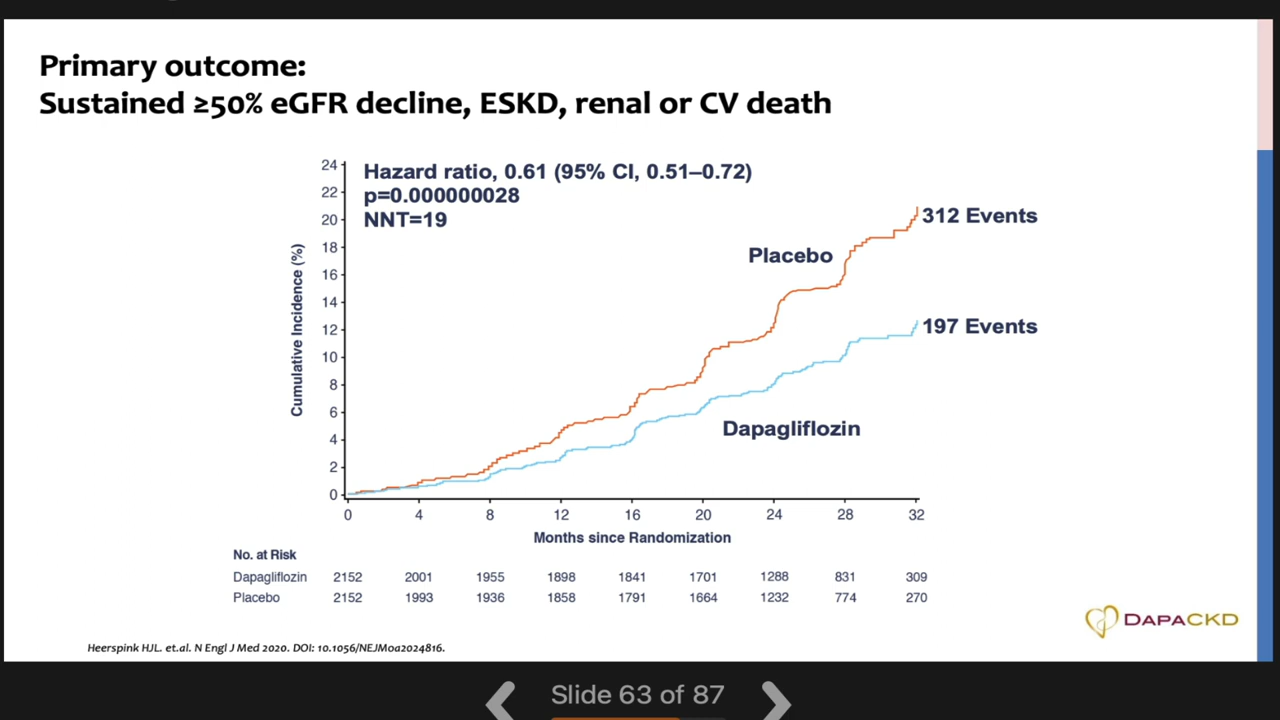 Primary outcome:
Sustained ≥50% eGFR decline, ESKD, renal or CV death
Hazard ratio, 0.61 (95% CI, 0.51–0.72)
p=0.000000028
NNT=19
24
22
20
18
16
14
12
10
8
6
4
2
0
Cumulative Incidence (%)
312 Events
Placebo
197 Events
Dapagliflozin
0 4 8 12 16 20 24 28 32
Months since Randomization
No. at Risk
Dapagliflozin 2152 2001 1955 1898 1841 1701 1288 831 309
Placebo 2152 1993 1936 1858 1791 1664 1232 774 270
DAPACKD
Heerspink HJL. et.al. N Engl J Med 2020. DOI: 10.1056/NEJMoa2024816.
Slide 63 of 87